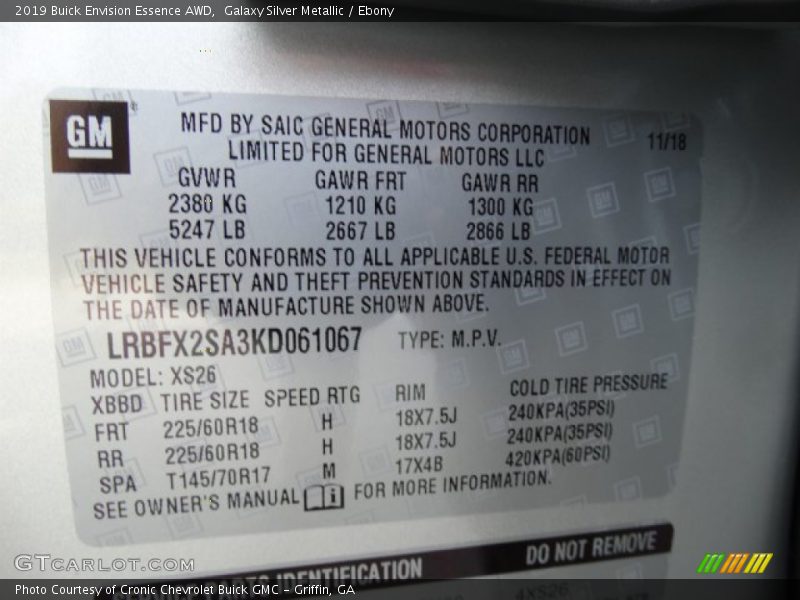 2019 Buick Envision Essence AWD, Galaxy Silver Metallic / Ebony
GM
MFD BY SAIC GENERAL MOTORS CORPORATION
LIMITED FOR GENERAL MOTORS LLC
11/18
GVWR GAWR FRT GAWR RR
2380 KG 1210 KG 1300 KG
5247 LB 2667 LB 2866 LB
THIS VEHICLE CONFORMS TO ALL APPLICABLE U.S. FEDERAL MOTOR
VEHICLE SAFETY AND THEFT PREVENTION STANDARDS IN EFFECT ON
THE DATE OF MANUFACTURE SHOWN ABOVE.
LRBFX2SA3KD061067 TYPE: M.P.V.
MODEL: XS26
XBBD TIRE SIZE SPEED RTG RIM COLD TIRE PRESSURE
FRT 225/60R18 H 18X7.5J 240KPA(35PSI)
RR 225/60R18 H 18X7.5J 240KPA(35PSI)
SPA T145/70R17 M 17X4B 420KPA(60PSI)
SEE OWNER'S MANUAL FOR MORE INFORMATION.
PARTS IDENTIFICATION DO NOT REMOVE
GTCARLOT.COM
Photo Courtesy of Cronic Chevrolet Buick GMC – Griffin, GA